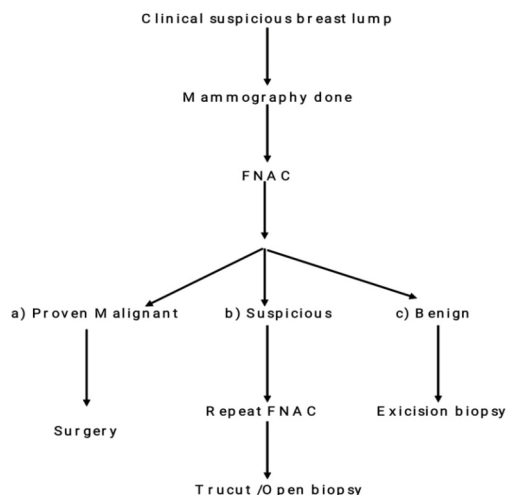 Clinical suspicious breast lump
Mammography done
FNAC
a) Proven Malignant
b) Suspicious
c) Benign
Surgery
Repeat FNAC
Exicision biopsy
Trucut /Open biopsy